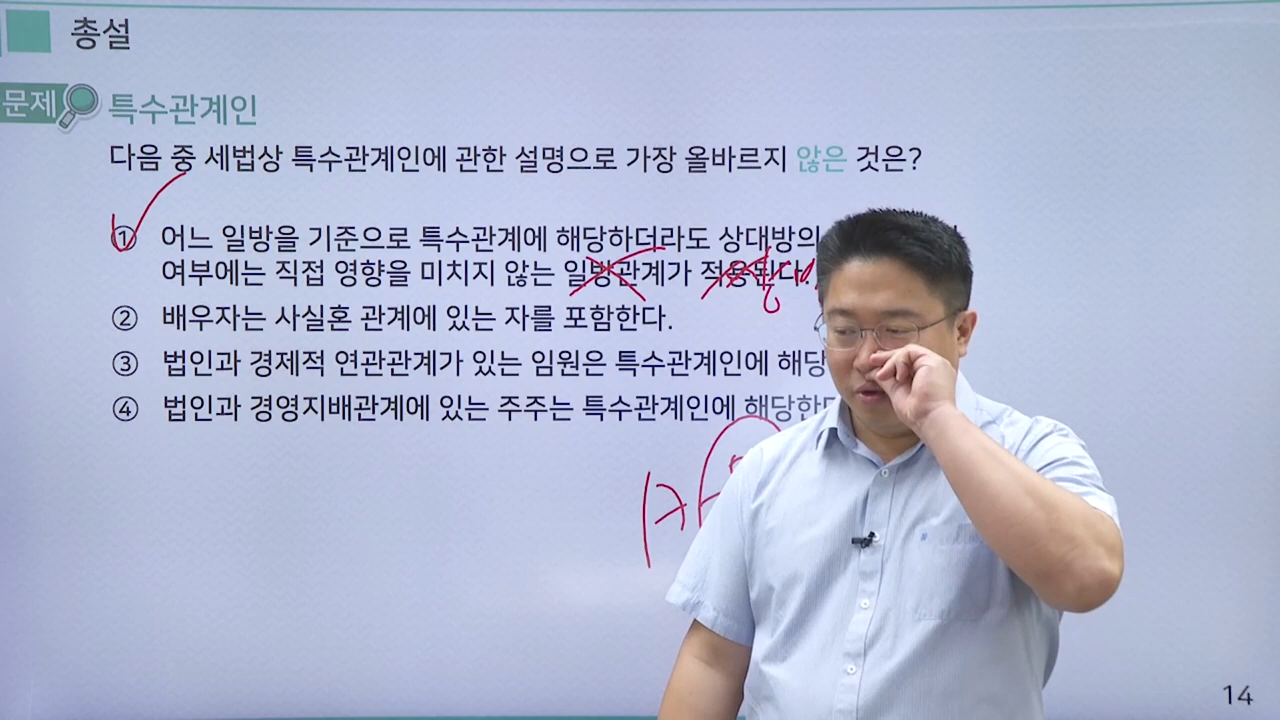 총설
문제 특수관계인
다음 중 세법상 특수관계인에 관한 설명으로 가장 올바르지 않은 것은?
① 어느 일방을 기준으로 특수관계에 해당하더라도 상대방의
여부에는 직접 영향을 미치지 않는 일방관계가 적용된다.
② 배우자는 사실혼 관계에 있는 자를 포함한다.
③ 법인과 경제적 연관관계가 있는 임원은 특수관계인에 해당
④ 법인과 경영지배관계에 있는 주주는 특수관계인에 해당한
14